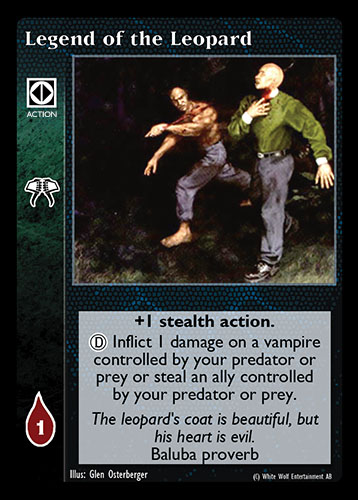 Legend of the Leopard
ACTION
+1 stealth action.
Ⓓ Inflict 1 damage on a vampire
controlled by your predator or
prey or steal an ally controlled
by your predator or prey.
The leopard's coat is beautiful, but
his heart is evil.
Baluba proverb
1
Illus: Glen Osterberger
(C) White Wolf Entertainment AB